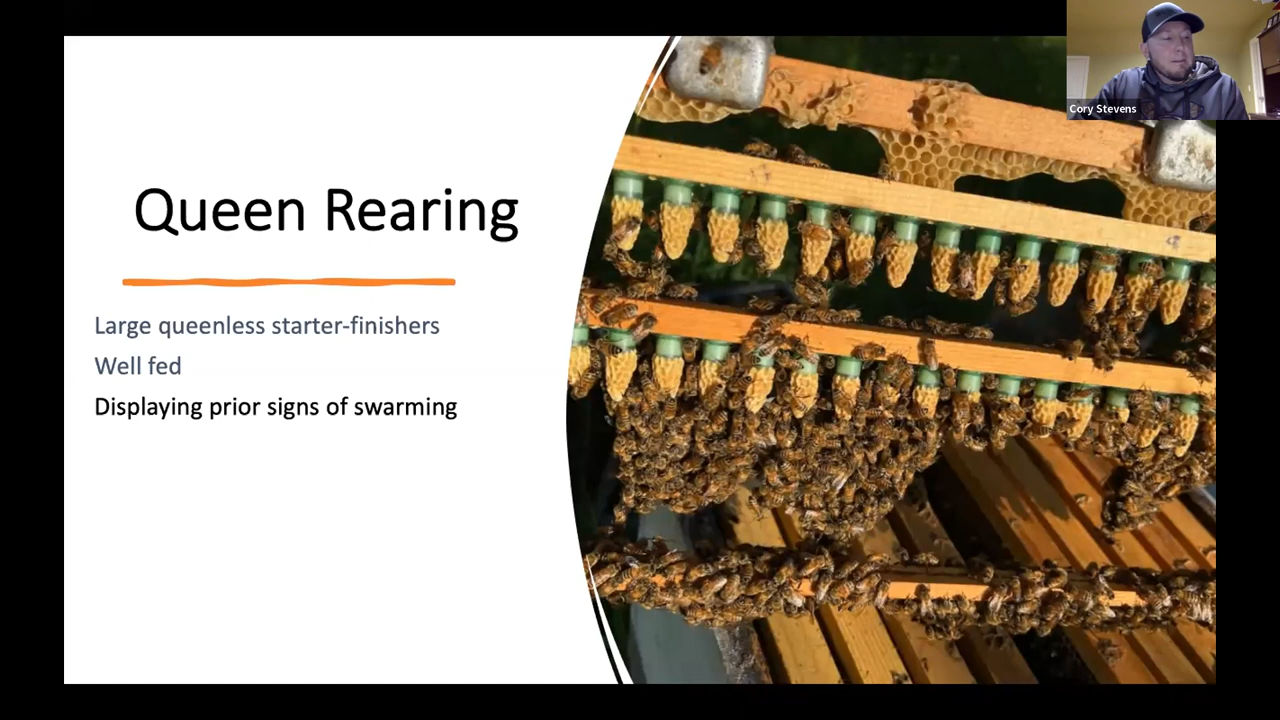 Queen Rearing
Large queenless starter-finishers
Well fed
Displaying prior signs of swarming
Cory Stevens